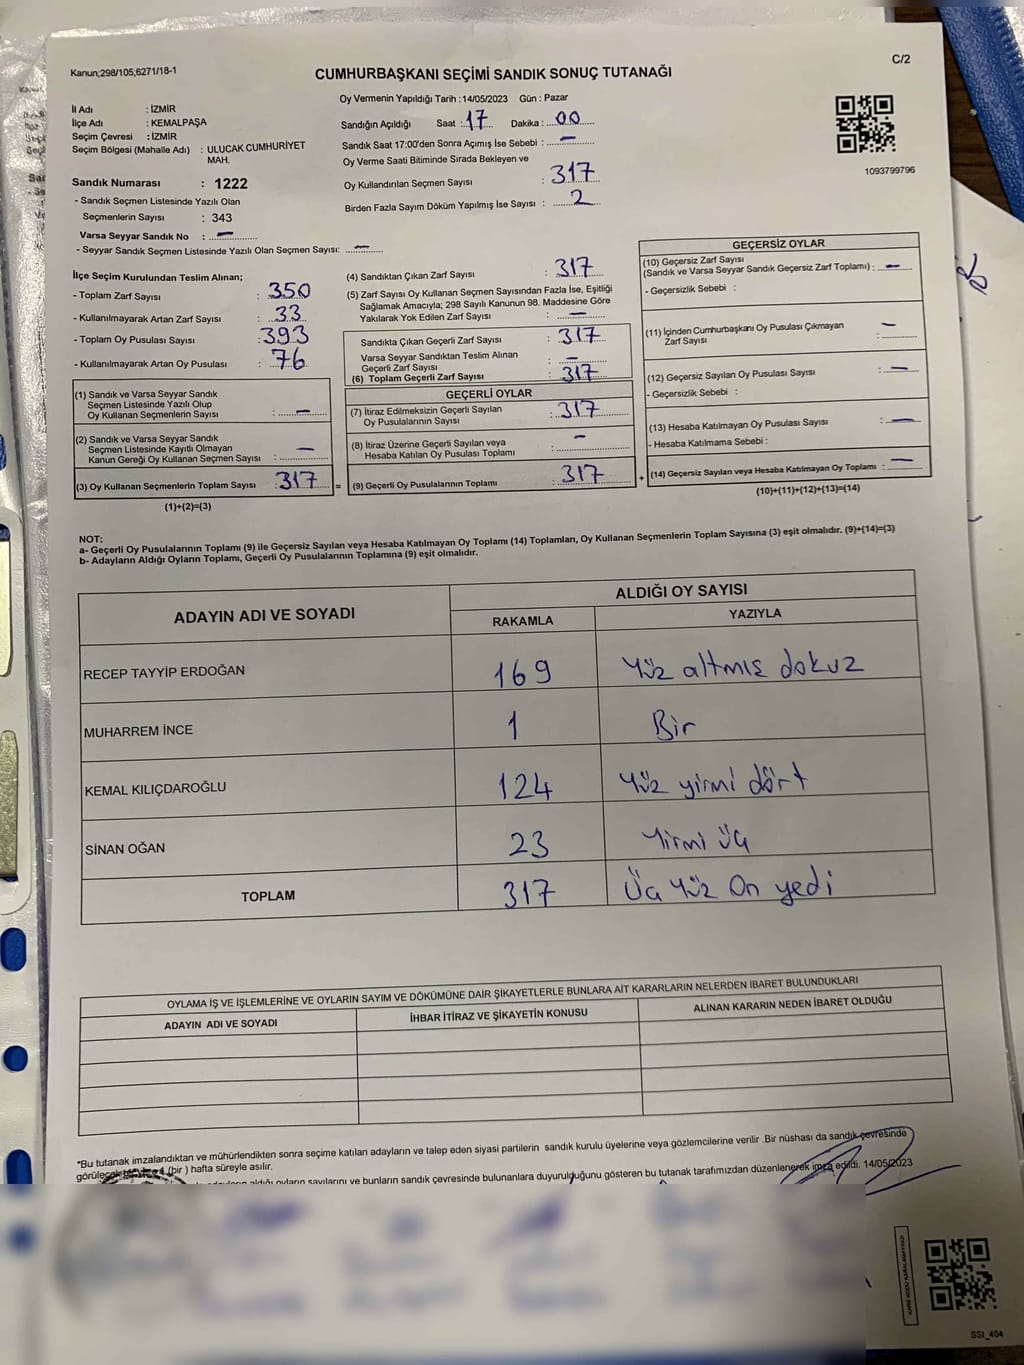 Kanun;298/105,6271/18-1
C/2
CUMHURBAŞKANI SEÇİMİ SANDIK SONUÇ TUTANAĞI
Oy Vermenin Yapıldığı Tarih : 14/05/2023 Gün : Pazar
İl Adı : İZMİR
İlçe Adı : KEMALPAŞA
Seçim Çevresi : İZMİR
Seçim Bölgesi (Mahalle Adı) : ULUCAK CUMHURİYET
MAH.
Sandık Numarası : 1222
- Sandık Seçmen Listesinde Yazılı Olan
Seçmenlerin Sayısı : 343
Varsa Seyyar Sandık No : —
- Seyyar Sandık Seçmen Listesinde Yazılı Olan Seçmen Sayısı: —
Sandığın Açıldığı Saat : 17 Dakika : 00
Sandık Saat 17:00'den Sonra Açımış İse Sebebi : —
Oy Verme Saati Bitiminde Sırada Bekleyen ve
Oy Kullandırılan Seçmen Sayısı : 317
Birden Fazla Sayım Döküm Yapılmış İse Sayısı : 2
1093799796
İlçe Seçim Kurulundan Teslim Alınan;
- Toplam Zarf Sayısı : 350
- Kullanılmayarak Artan Zarf Sayısı : 33
- Toplam Oy Pusulası Sayısı : 393
- Kullanılmayarak Artan Oy Pusulası : 76
(1) Sandık ve Varsa Seyyar Sandık
Seçmen Listesinde Yazılı Olup
Oy Kullanan Seçmenlerin Sayısı : —
(2) Sandık ve Varsa Seyyar Sandık
Seçmen Listesinde Kayıtlı Olmayan
Kanun Gereği Oy Kullanan Seçmen Sayısı : —
(3) Oy Kullanan Seçmenlerin Toplam Sayısı : 317 =
(1)+(2)=(3)
(4) Sandıktan Çıkan Zarf Sayısı : 317
(5) Zarf Sayısı Oy Kullanan Seçmen Sayısından Fazla İse, Eşitliği
Sağlamak Amacıyla; 298 Sayılı Kanunun 98. Maddesine Göre
Yakılarak Yok Edilen Zarf Sayısı : —
Sandıkta Çıkan Geçerli Zarf Sayısı : 317
Varsa Seyyar Sandıktan Teslim Alınan
Geçerli Zarf Sayısı : —
(6) Toplam Geçerli Zarf Sayısı : 317
GEÇERLİ OYLAR
(7) İtiraz Edilmeksizin Geçerli Sayılan
Oy Pusulalarının Sayısı : 317
(8) İtiraz Üzerine Geçerli Sayılan veya
Hesaba Katılan Oy Pusulası Toplamı : —
(9) Geçerli Oy Pusulalarının Toplamı : 317 +
GEÇERSİZ OYLAR
(10) Geçersiz Zarf Sayısı
(Sandık ve Varsa Seyyar Sandık Geçersiz Zarf Toplamı) : —
- Geçersizlik Sebebi :
(11) İçinden Cumhurbaşkanı Oy Pusulası Çıkmayan
Zarf Sayısı : —
(12) Geçersiz Sayılan Oy Pusulası Sayısı : —
- Geçersizlik Sebebi :
(13) Hesaba Katılmayan Oy Pusulası Sayısı : —
- Hesaba Katılmama Sebebi :
(14) Geçersiz Sayılan veya Hesaba Katılmayan Oy Toplamı : —
(10)+(11)+(12)+(13)=(14)
NOT:
a- Geçerli Oy Pusulalarının Toplamı (9) ile Geçersiz Sayılan veya Hesaba Katılmayan Oy Toplamı (14) Toplamları, Oy Kullanan Seçmenlerin Toplam Sayısına (3) eşit olmalıdır. (9)+(14)=(3)
b- Adayların Aldığı Oyların Toplamı, Geçerli Oy Pusulalarının Toplamına (9) eşit olmalıdır.
ADAYIN ADI VE SOYADI
ALDIĞI OY SAYISI
RAKAMLA YAZIYLA
RECEP TAYYİP ERDOĞAN 169 Yüz altmış dokuz
MUHARREM İNCE 1 Bir
KEMAL KILIÇDAROĞLU 124 Yüz yirmi dört
SİNAN OĞAN 23 Yirmi üç
TOPLAM 317 Üç Yüz On yedi
OYLAMA İŞ VE İŞLEMLERİNE VE OYLARIN SAYIM VE DÖKÜMÜNE DAİR ŞİKAYETLERLE BUNLARA AİT KARARLARIN NELERDEN İBARET BULUNDUKLARI
ADAYIN ADI VE SOYADI İHBAR İTİRAZ VE ŞİKAYETİN KONUSU ALINAN KARARIN NEDEN İBARET OLDUĞU
*Bu tutanak imzalandıktan ve mühürlendikten sonra seçime katılan adayların ve talep eden siyasi partilerin sandık kurulu üyelerine veya gözlemcilerine verilir .Bir nüshası da sandık çevresinde
(bir) hafta süreyle asılır.
aldığı oyların sayılarını ve bunların sandık çevresinde bulunanlara duyurulduğunu gösteren bu tutanak tarafımızdan düzenlenerek imza edildi. 14/05/2023
SSI_404